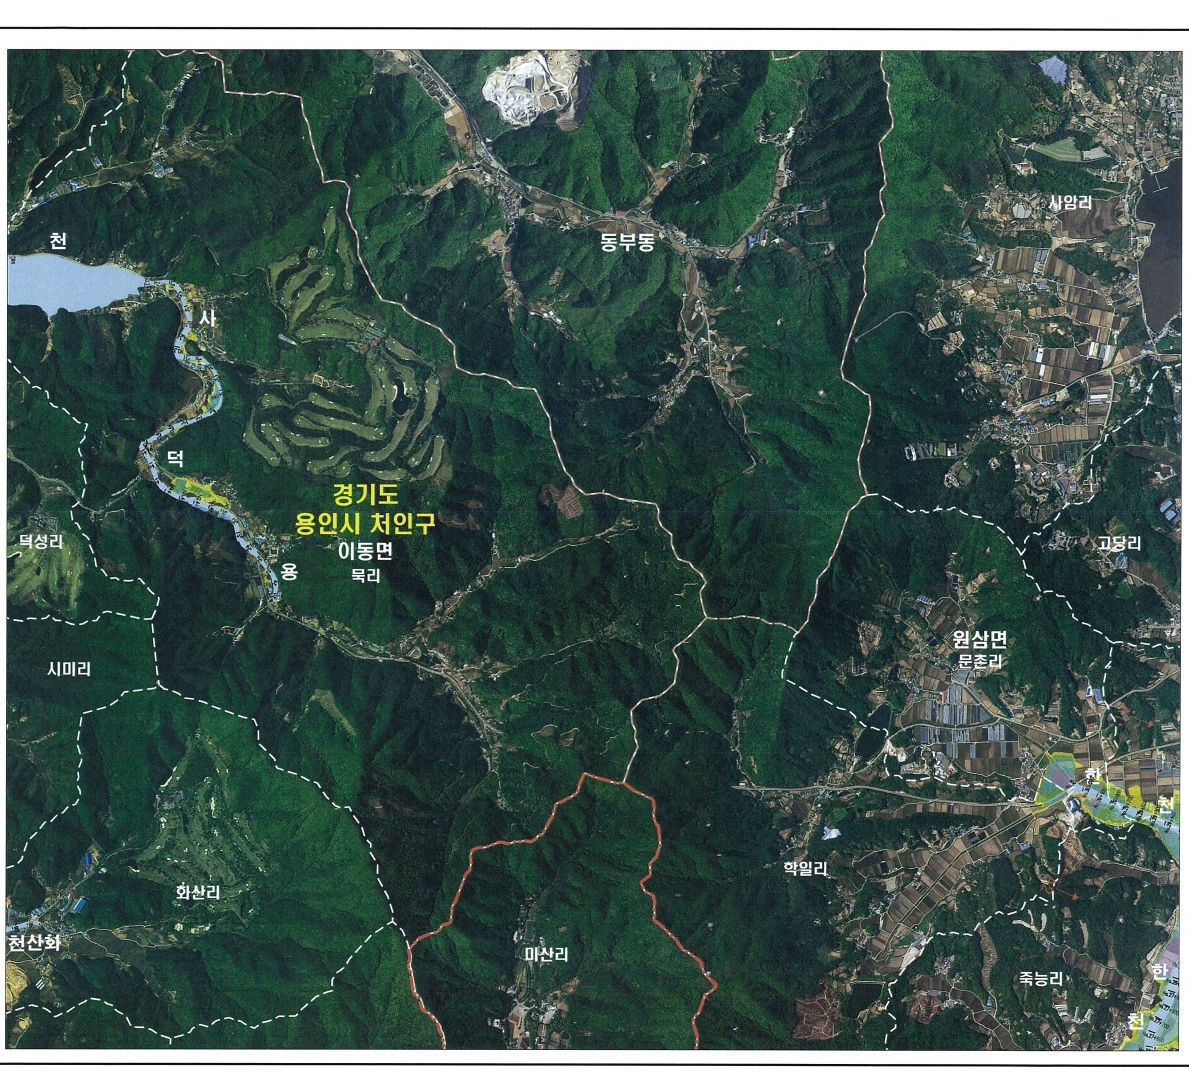 사암리
천
동부동
사
덕
경기도
용인시 처인구
이동면
묵리
용
덕성리
고당리
시미리
원삼면
문촌리
한
천
학일리
화산리
천산화
미산리
죽능리
한
천